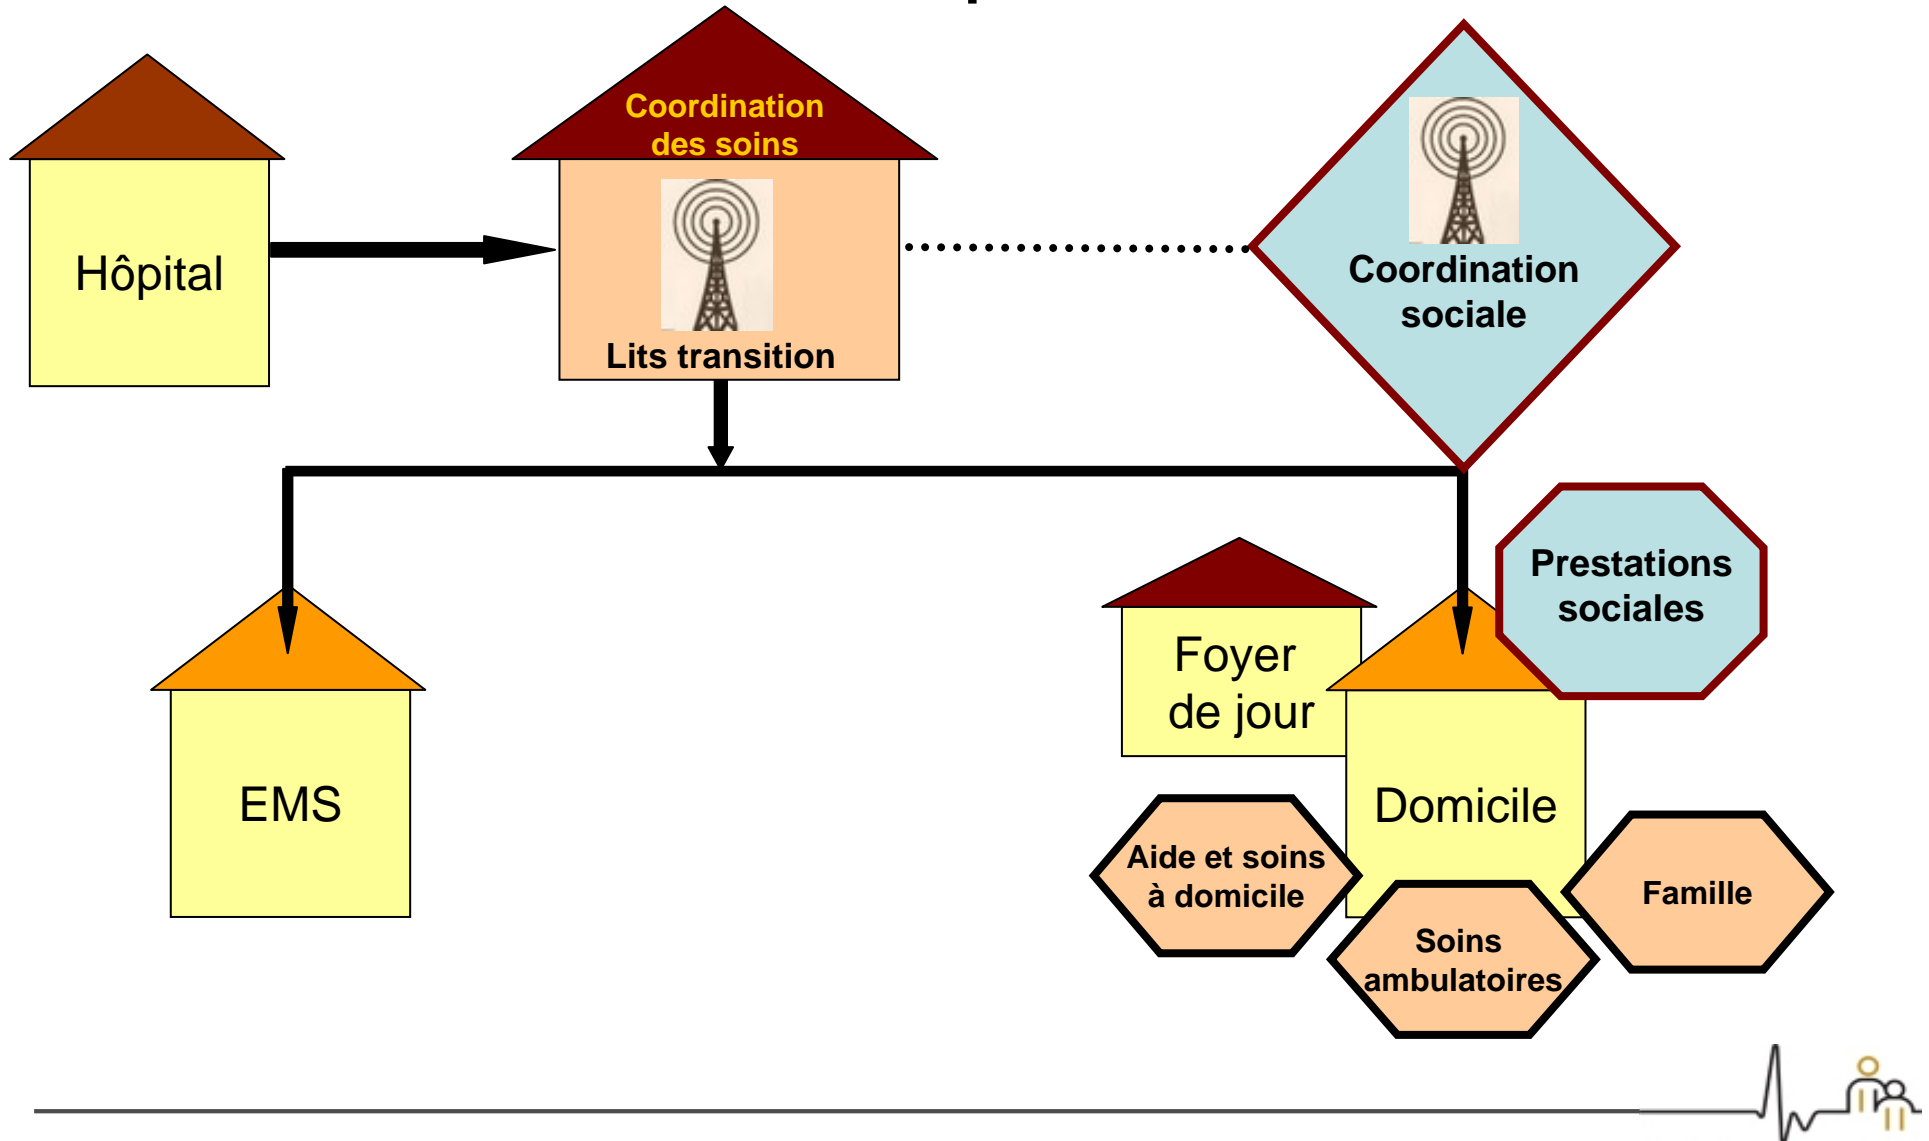 Coordination
des soins
Hôpital
Lits transition
Coordination
sociale
Prestations
sociales
Foyer
de jour
EMS
Domicile
Aide et soins
à domicile
Soins
ambulatoires
Famille